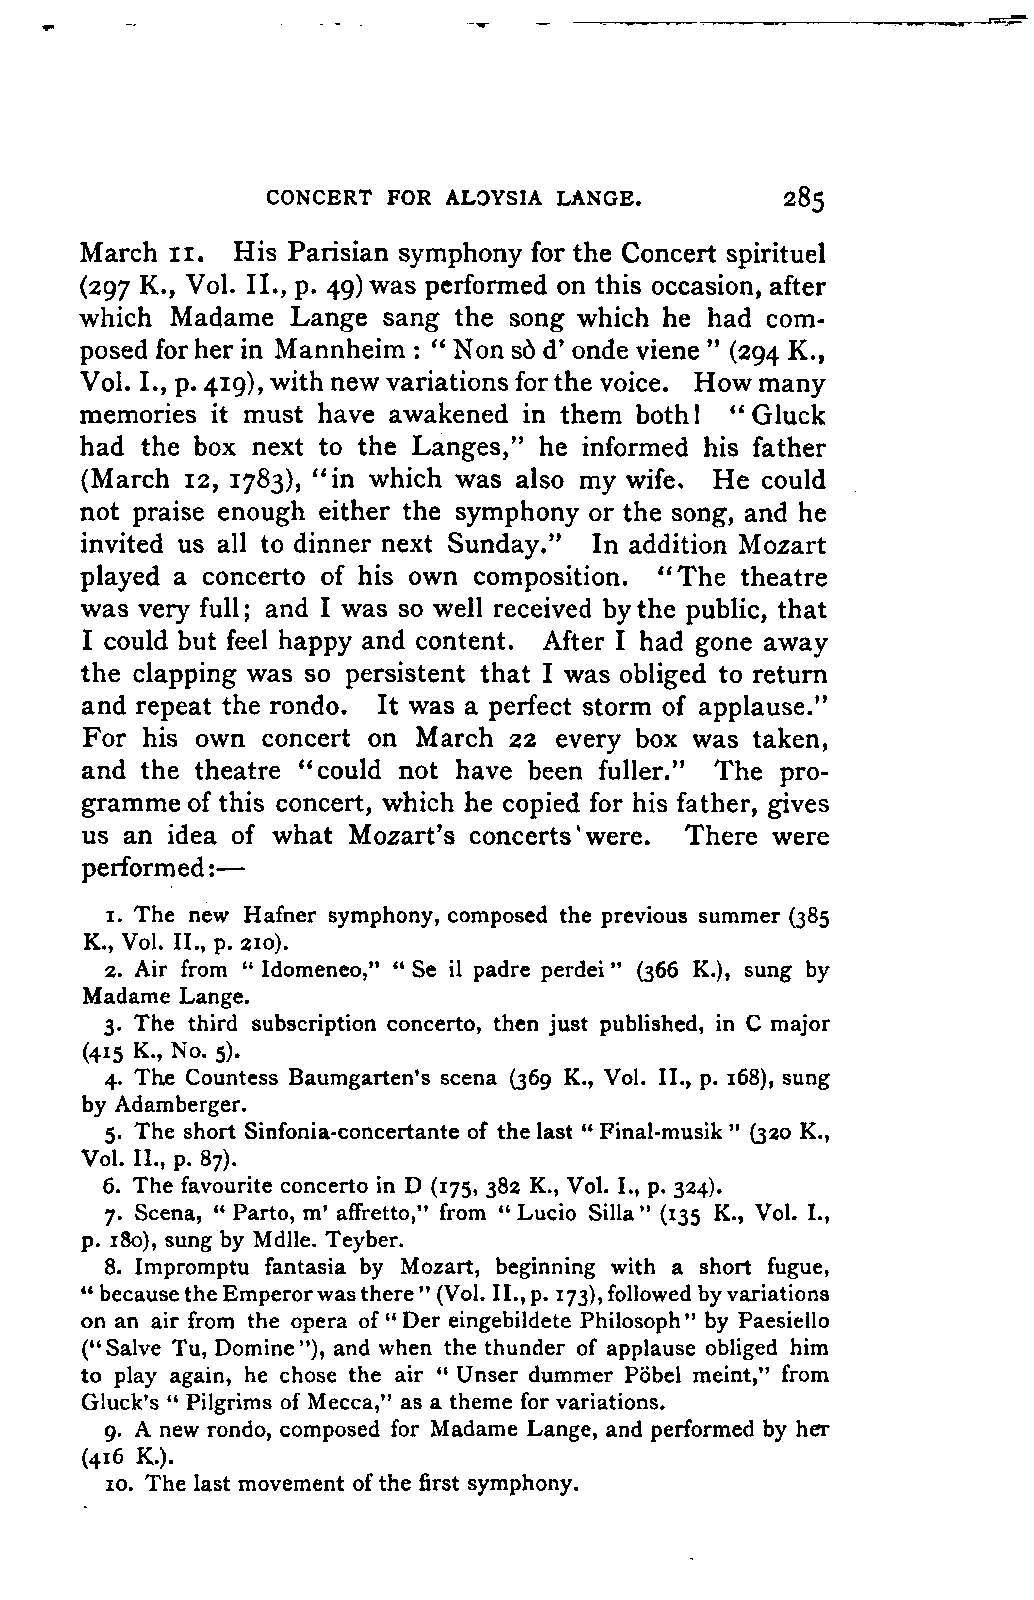 CONCERT FOR ALOYSIA LANGE. 285
March 11. His Parisian symphony for the Concert spirituel
(297 K., Vol. II., p. 49) was performed on this occasion, after
which Madame Lange sang the song which he had com-
posed for her in Mannheim : " Non sò d' onde viene " (294 K.,
Vol. I., p. 419), with new variations for the voice. How many
memories it must have awakened in them both! "Gluck
had the box next to the Langes," he informed his father
(March 12, 1783), "in which was also my wife. He could
not praise enough either the symphony or the song, and he
invited us all to dinner next Sunday." In addition Mozart
played a concerto of his own composition. "The theatre
was very full; and I was so well received by the public, that
I could but feel happy and content. After I had gone away
the clapping was so persistent that I was obliged to return
and repeat the rondo. It was a perfect storm of applause."
For his own concert on March 22 every box was taken,
and the theatre "could not have been fuller." The pro-
gramme of this concert, which he copied for his father, gives
us an idea of what Mozart's concerts were. There were
performed:—
1. The new Hafner symphony, composed the previous summer (385
K., Vol. II., p. 210).
2. Air from " Idomeneo," " Se il padre perdei " (366 K.), sung by
Madame Lange.
3. The third subscription concerto, then just published, in C major
(415 K., No. 5).
4. The Countess Baumgarten's scena (369 K., Vol. II., p. 168), sung
by Adamberger.
5. The short Sinfonia-concertante of the last " Final-musik " (320 K.,
Vol. II., p. 87).
6. The favourite concerto in D (175, 382 K., Vol. I., p. 324).
7. Scena, " Parto, m' affretto," from " Lucio Silla" (135 K., Vol. I.,
p. 180), sung by Mdlle. Teyber.
8. Impromptu fantasia by Mozart, beginning with a short fugue,
" because the Emperor was there " (Vol. II., p. 173), followed by variations
on an air from the opera of " Der eingebildete Philosoph" by Paesiello
("Salve Tu, Domine"), and when the thunder of applause obliged him
to play again, he chose the air " Unser dummer Pöbel meint," from
Gluck's " Pilgrims of Mecca," as a theme for variations.
9. A new rondo, composed for Madame Lange, and performed by her
(416 K.).
10. The last movement of the first symphony.